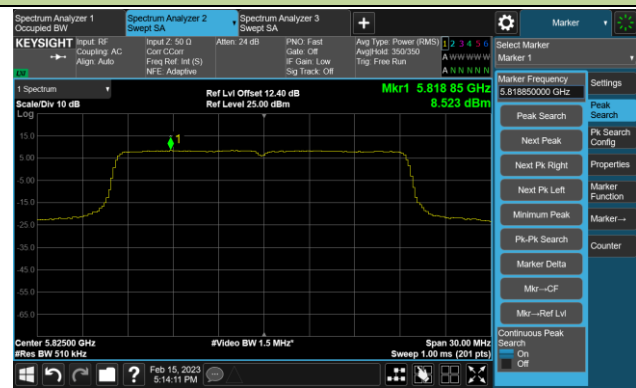 Spectrum Analyzer 1
Occupied BW
Spectrum Analyzer 2
Swept SA
Spectrum Analyzer 3
Swept SA
Marker
KEYSIGHT
Input: RF
Coupling: AC
Align: Auto
Input Z: 50 Ω
Corr CCorr
Freq Ref: Int (S)
NFE: Adaptive
Atten: 24 dB
PNO: Fast
Gate: Off
IF Gain: Low
Sig Track: Off
Avg Type: Power (RMS)
Avg|Hold: 350/350
Trig: Free Run
1 2 3 4 5 6
A W W W W W
A N N N N N
Select Marker
Marker 1
1 Spectrum
Scale/Div 10 dB
Log
Ref Lvl Offset 12.40 dB
Ref Level 25.00 dBm
Mkr1 5.818 85 GHz
8.523 dBm
1
15.0
5.00
-5.00
-15.0
-25.0
-35.0
-45.0
-55.0
-65.0
Center 5.82500 GHz
#Res BW 510 kHz
#Video BW 1.5 MHz*
Span 30.00 MHz
Sweep 1.00 ms (201 pts)
Marker Frequency
5.818850000 GHz
Peak Search
Next Peak
Next Pk Right
Next Pk Left
Minimum Peak
Pk-Pk Search
Marker Delta
Mkr→CF
Mkr→Ref Lvl
Continuous Peak
Search
On
Off
Settings
Peak
Search
Pk Search
Config
Properties
Marker
Function
Marker→
Counter
Feb 15, 2023
5:14:11 PM